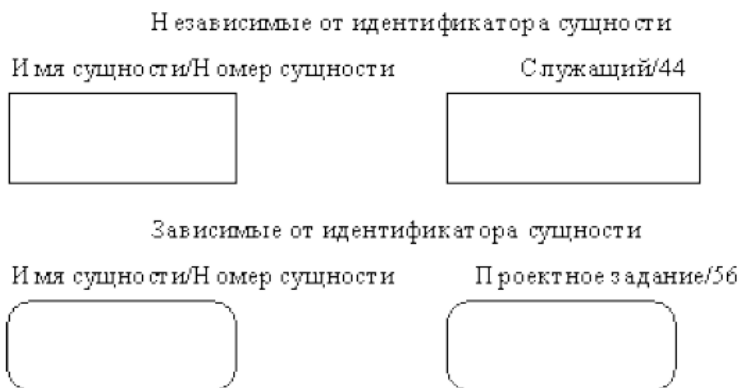 Независимые от идентификатора сущности
Имя сущности/Номер сущности Служащий/44
Зависимые от идентификатора сущности
Имя сущности/Номер сущности Проектное задание/56